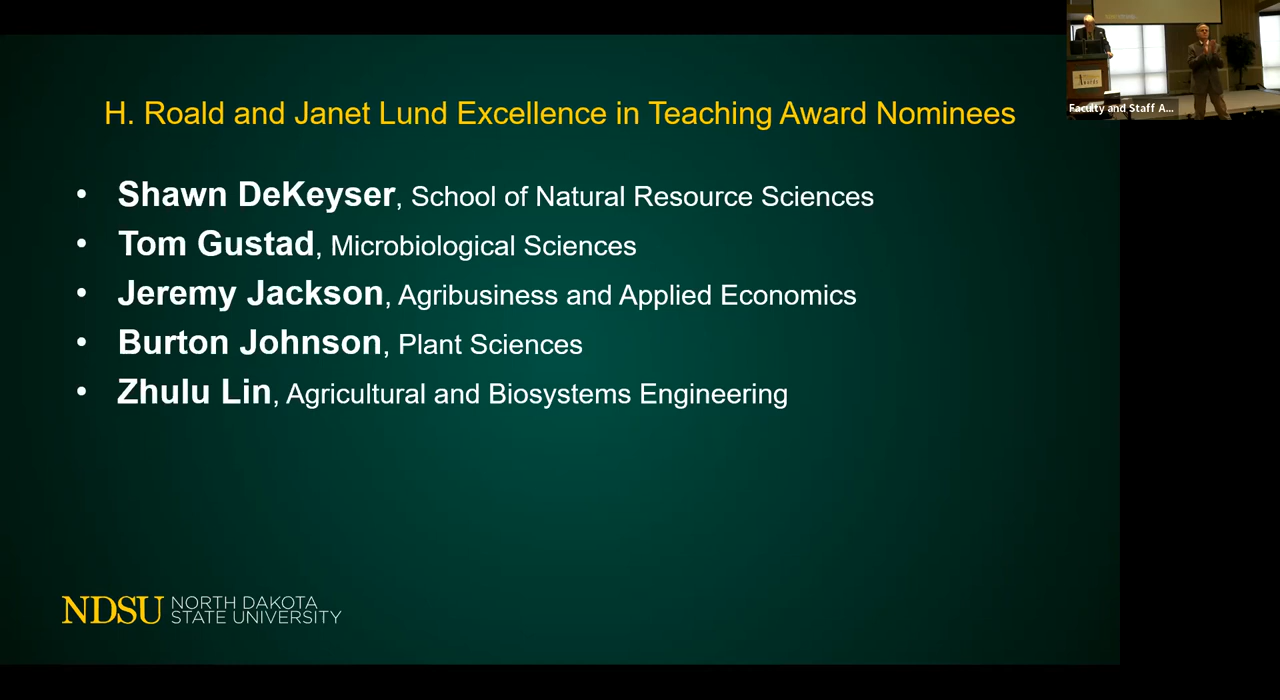 H. Roald and Janet Lund Excellence in Teaching Award Nominees
• Shawn DeKeyser, School of Natural Resource Sciences
• Tom Gustad, Microbiological Sciences
• Jeremy Jackson, Agribusiness and Applied Economics
• Burton Johnson, Plant Sciences
• Zhulu Lin, Agricultural and Biosystems Engineering
NDSU NORTH DAKOTA
STATE UNIVERSITY
Faculty and Staff A...